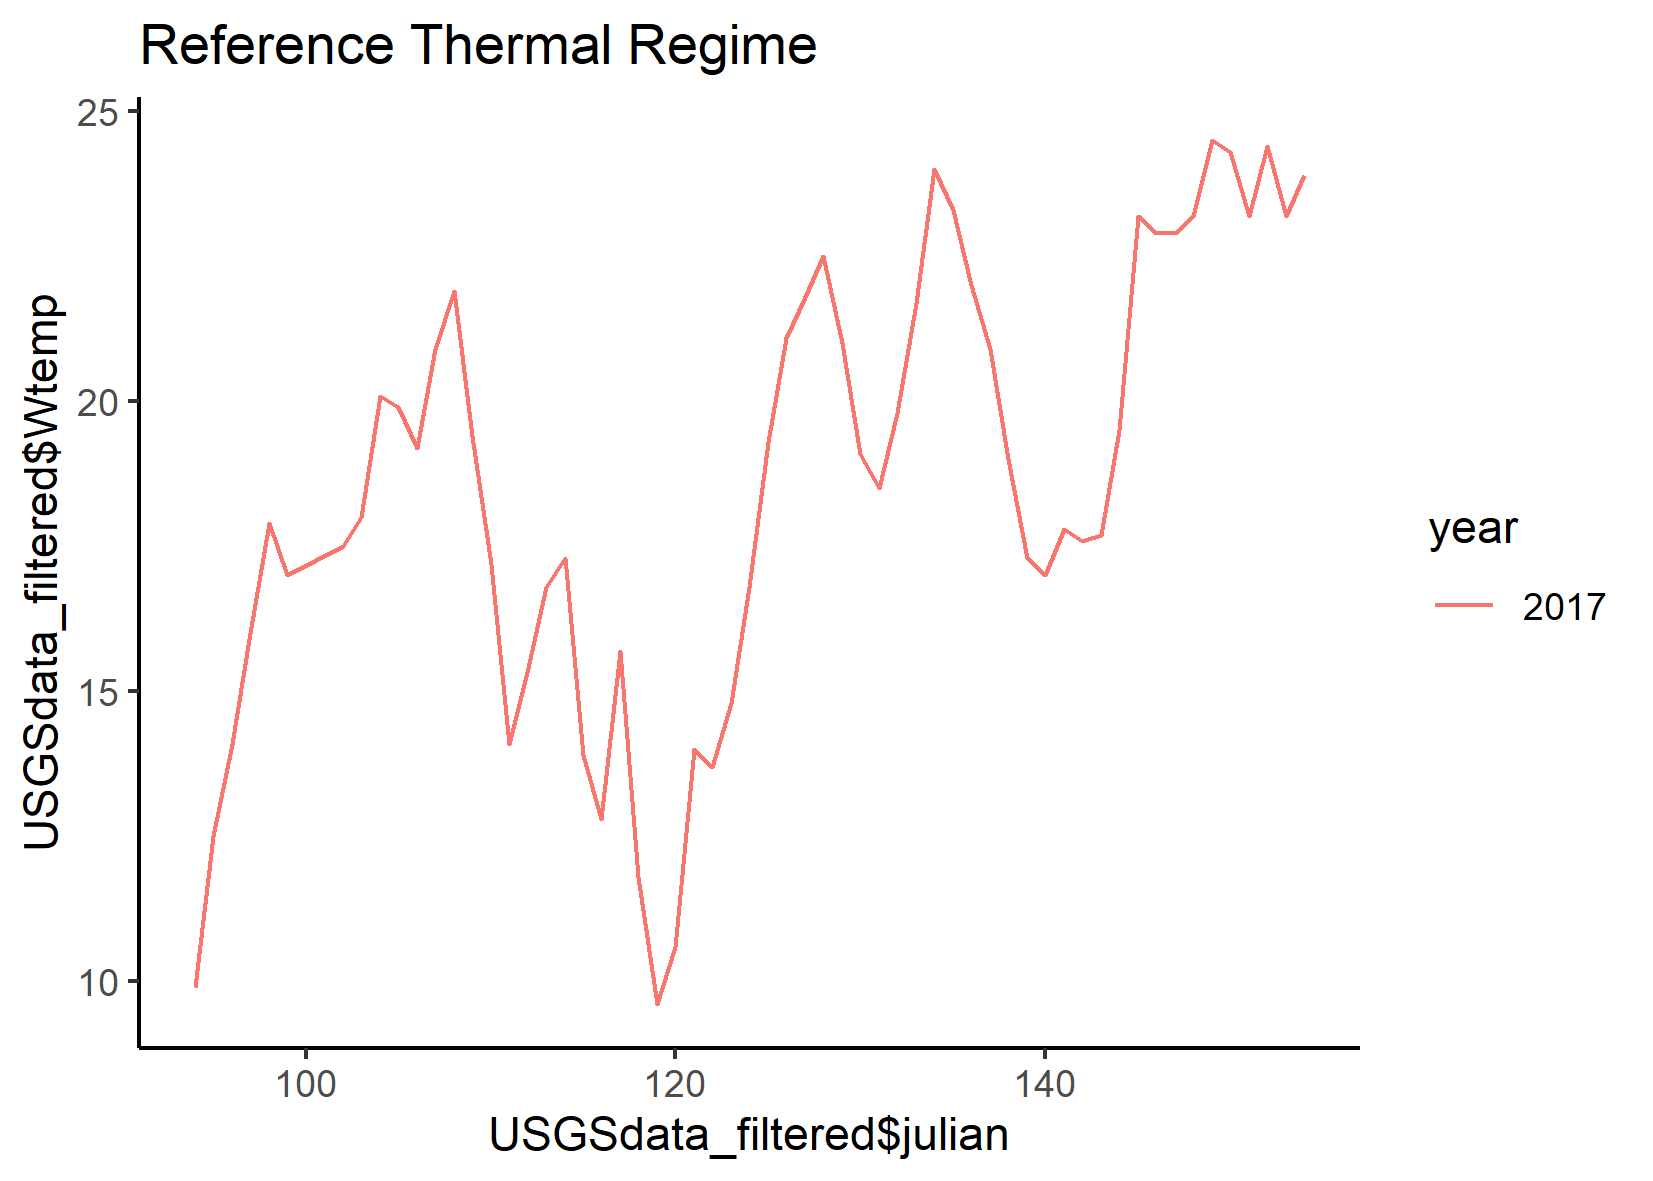 Reference Thermal Regime
25
20
15
10
USGSdata_filtered$Wtemp
100 120 140
USGSdata_filtered$julian
year
2017